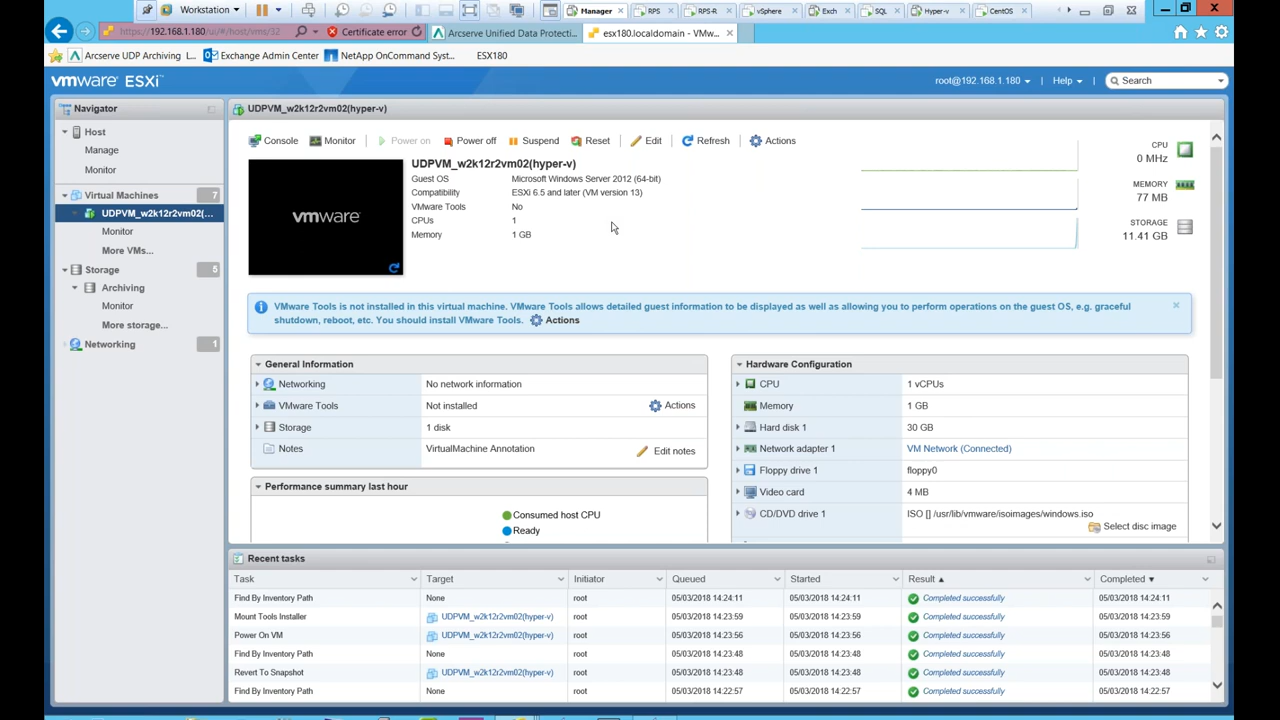 Workstation
Manager RPS RPS-R vSphere Exch SQL Hyper-v CentOS
https://192.168.1.180/ui/#/host/vms/32 Certificate error Arcserve Unified Data Protecti... esx180.localdomain - VMw...
Arcserve UDP Archiving I... Exchange Admin Center NetApp OnCommand Syst... ESX180
vmware ESXi root@192.168.1.180 Help Search
Navigator
Host
Manage
Monitor
Virtual Machines 7
UDPVM_w2k12r2vm02(...
Monitor
More VMs...
Storage 5
Archiving
Monitor
More storage...
Networking 1
UDPVM_w2k12r2vm02(hyper-v)
Console Monitor Power on Power off Suspend Reset Edit Refresh Actions
vmware
UDPVM_w2k12r2vm02(hyper-v)
Guest OS Microsoft Windows Server 2012 (64-bit)
Compatibility ESXi 6.5 and later (VM version 13)
VMware Tools No
CPUs 1
Memory 1 GB
CPU
0 MHz
MEMORY
77 MB
STORAGE
11.41 GB
VMware Tools is not installed in this virtual machine. VMware Tools allows detailed guest information to be displayed as well as allowing you to perform operations on the guest OS, e.g. graceful
shutdown, reboot, etc. You should install VMware Tools. Actions
General Information
Networking No network information
VMware Tools Not installed Actions
Storage 1 disk
Notes VirtualMachine Annotation Edit notes
Performance summary last hour
Consumed host CPU
Ready
Hardware Configuration
CPU 1 vCPUs
Memory 1 GB
Hard disk 1 30 GB
Network adapter 1 VM Network (Connected)
Floppy drive 1 floppy0
Video card 4 MB
CD/DVD drive 1 ISO [] /usr/lib/vmware/isoimages/windows.iso
Select disc image
Recent tasks
Task Target Initiator Queued Started Result Completed
Find By Inventory Path None root 05/03/2018 14:24:11 05/03/2018 14:24:11 Completed successfully 05/03/2018 14:24:11
Mount Tools Installer UDPVM_w2k12r2vm02(hyper-v) root 05/03/2018 14:23:59 05/03/2018 14:23:59 Completed successfully 05/03/2018 14:23:59
Power On VM UDPVM_w2k12r2vm02(hyper-v) root 05/03/2018 14:23:56 05/03/2018 14:23:56 Completed successfully 05/03/2018 14:23:56
Find By Inventory Path None root 05/03/2018 14:23:48 05/03/2018 14:23:48 Completed successfully 05/03/2018 14:23:48
Revert To Snapshot UDPVM_w2k12r2vm02(hyper-v) root 05/03/2018 14:23:48 05/03/2018 14:23:48 Completed successfully 05/03/2018 14:23:48
Find By Inventory Path None root 05/03/2018 14:22:57 05/03/2018 14:22:57 Completed successfully 05/03/2018 14:22:57